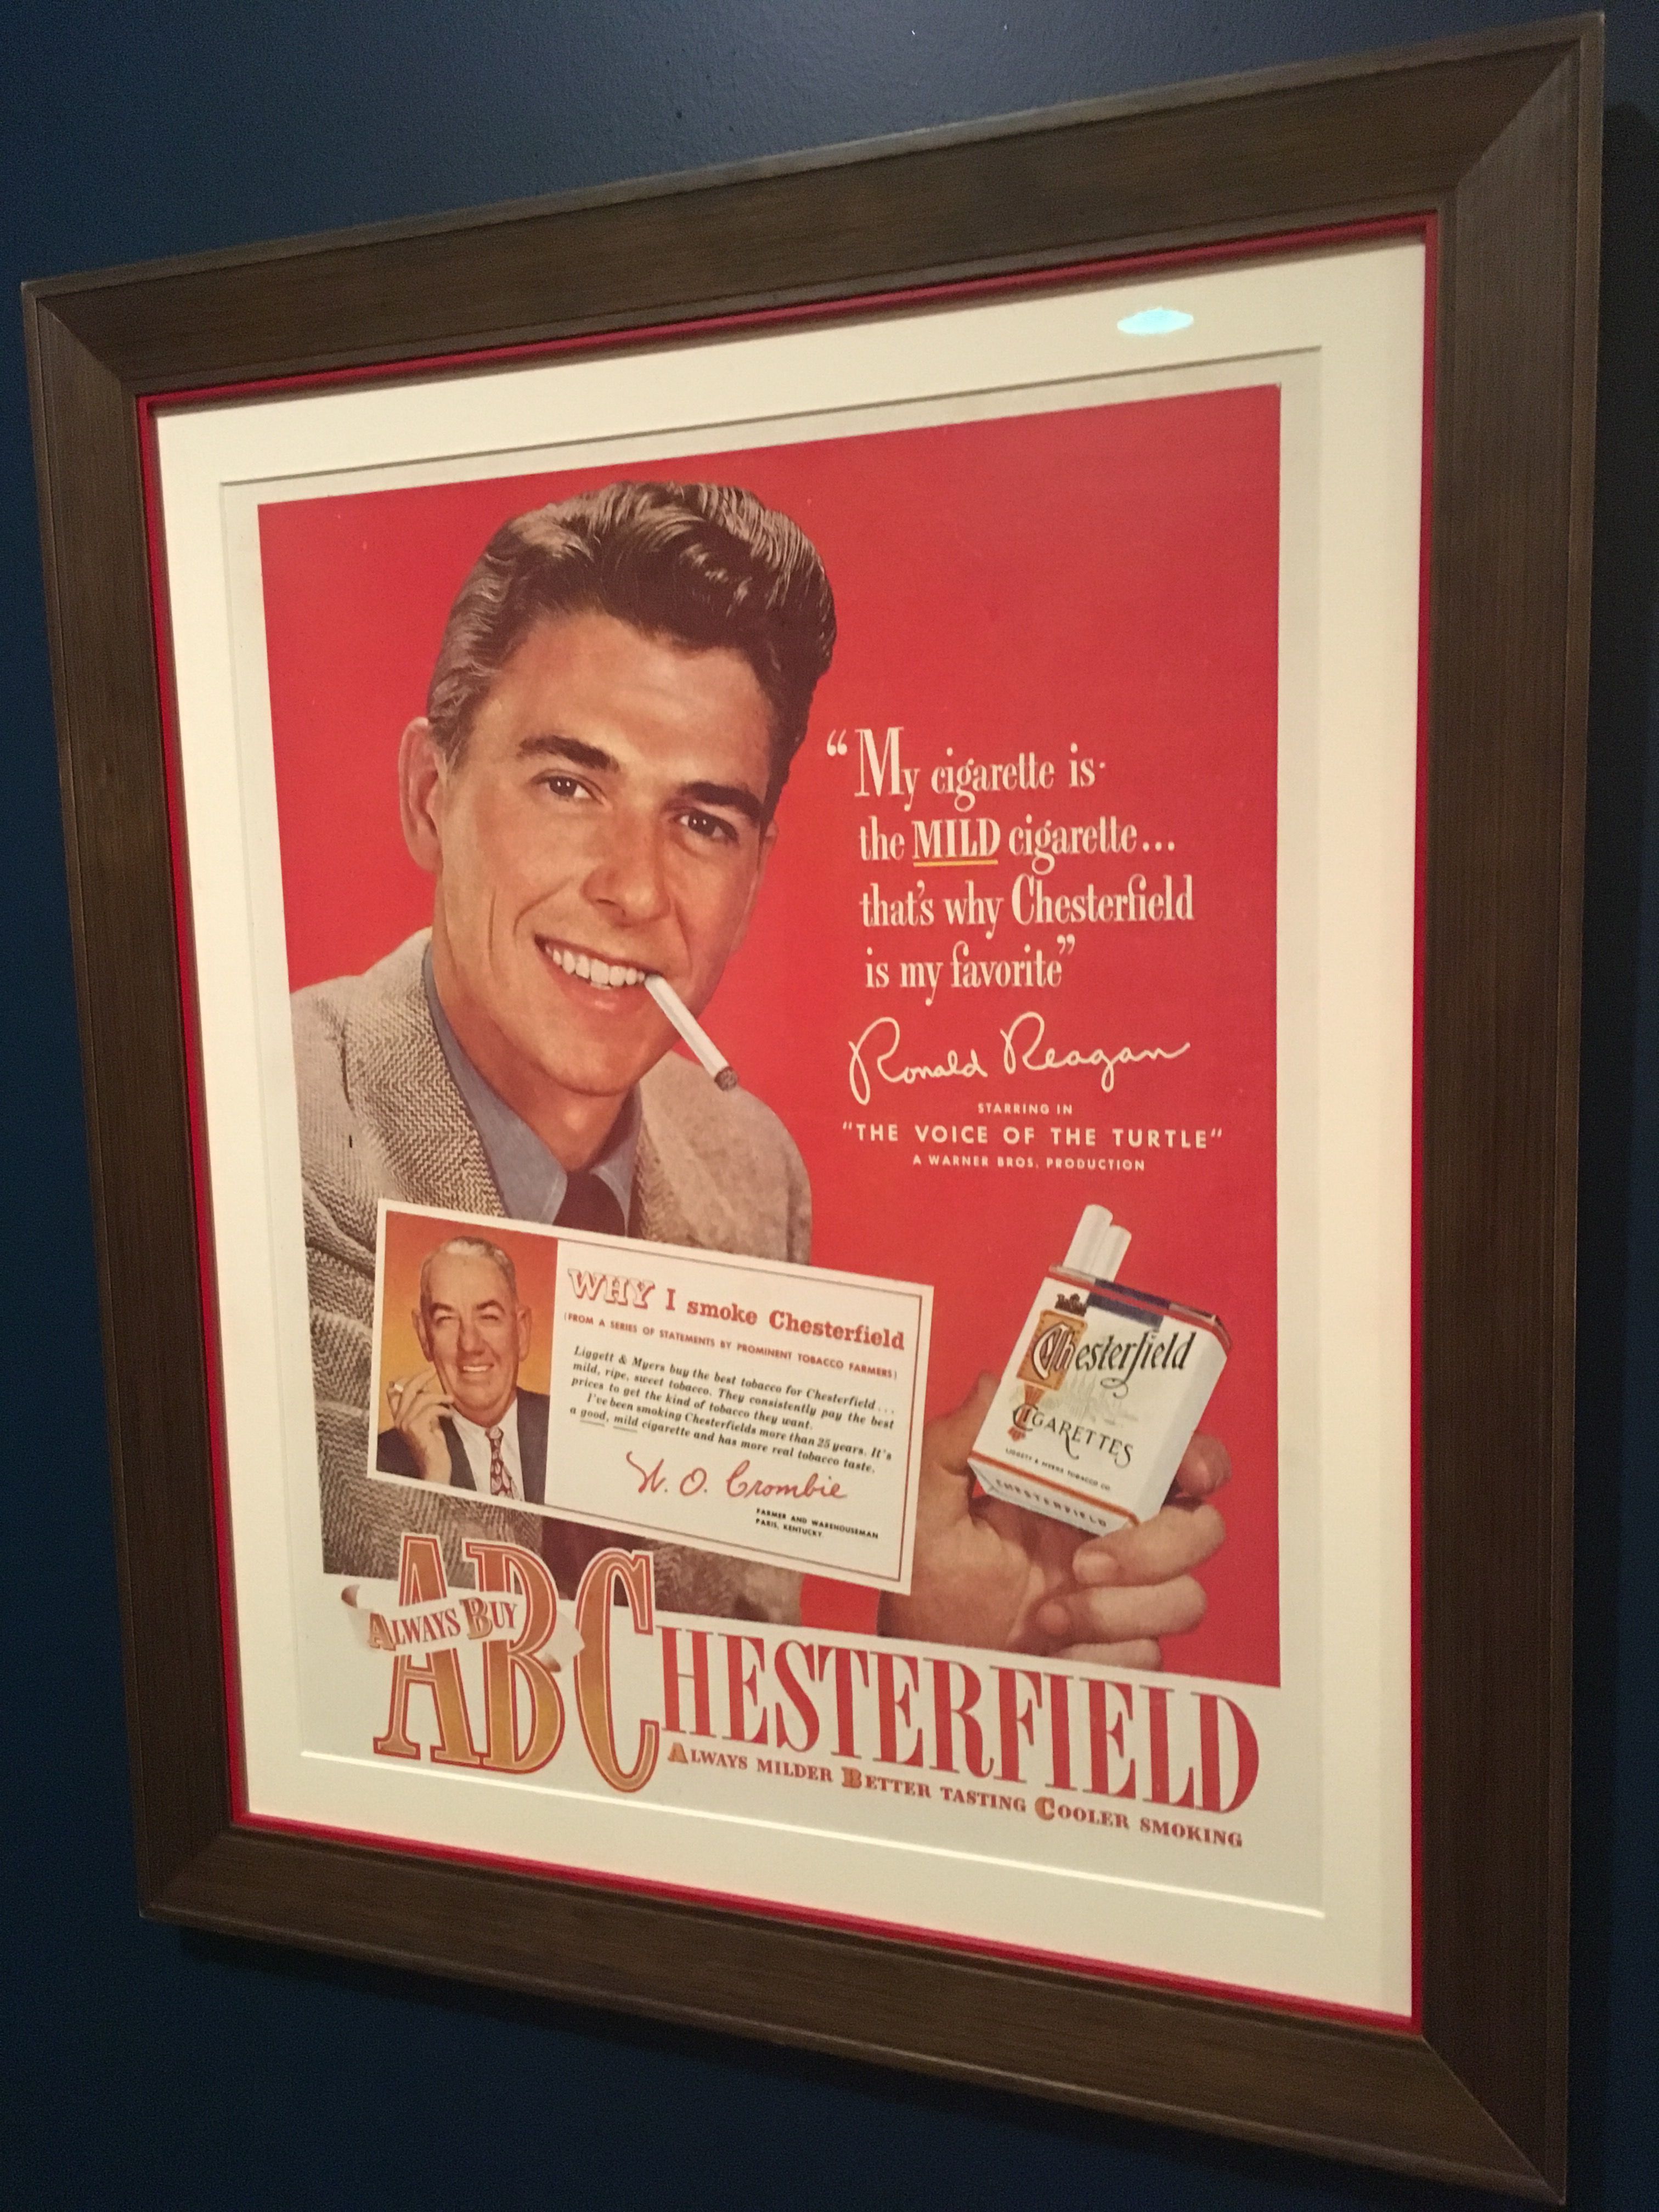 “My cigarette is
the MILD cigarette...
that's why Chesterfield
is my favorite”
Ronald Reagan
STARRING IN
"THE VOICE OF THE TURTLE"
A WARNER BROS. PRODUCTION
WHY I smoke Chesterfield
(FROM A SERIES OF STATEMENTS BY PROMINENT TOBACCO FARMERS)
Liggett & Myers buy the best tobacco for Chesterfield...
mild, ripe, sweet tobacco. They consistently pay the best
prices to get the kind of tobacco they want.
I've been smoking Chesterfields more than 25 years. It's
a good, mild cigarette and has more real tobacco taste.
W. O. Crombie
FARMER AND WAREHOUSEMAN
PARIS, KENTUCKY
Chesterfield
CIGARETTES
LIGGETT & MYERS TOBACCO CO.
CHESTERFIELD
ALWAYS BUY
ABCHESTERFIELD
ALWAYS MILDER BETTER TASTING COOLER SMOKING